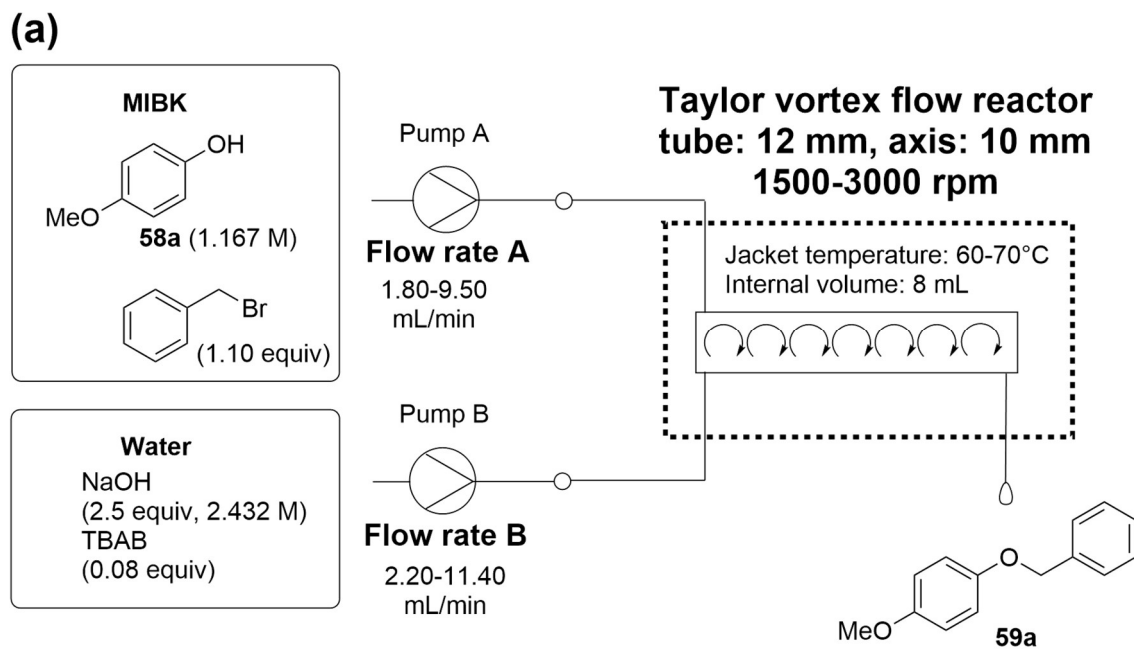 (a)
MIBK
OH
MeO
58a (1.167 M)
Br
(1.10 equiv)
Water
NaOH
(2.5 equiv, 2.432 M)
TBAB
(0.08 equiv)
Pump A
Flow rate A
1.80-9.50
mL/min
Pump B
Flow rate B
2.20-11.40
mL/min
Taylor vortex flow reactor
tube: 12 mm, axis: 10 mm
1500-3000 rpm
Jacket temperature: 60-70°C
Internal volume: 8 mL
O
MeO
59a